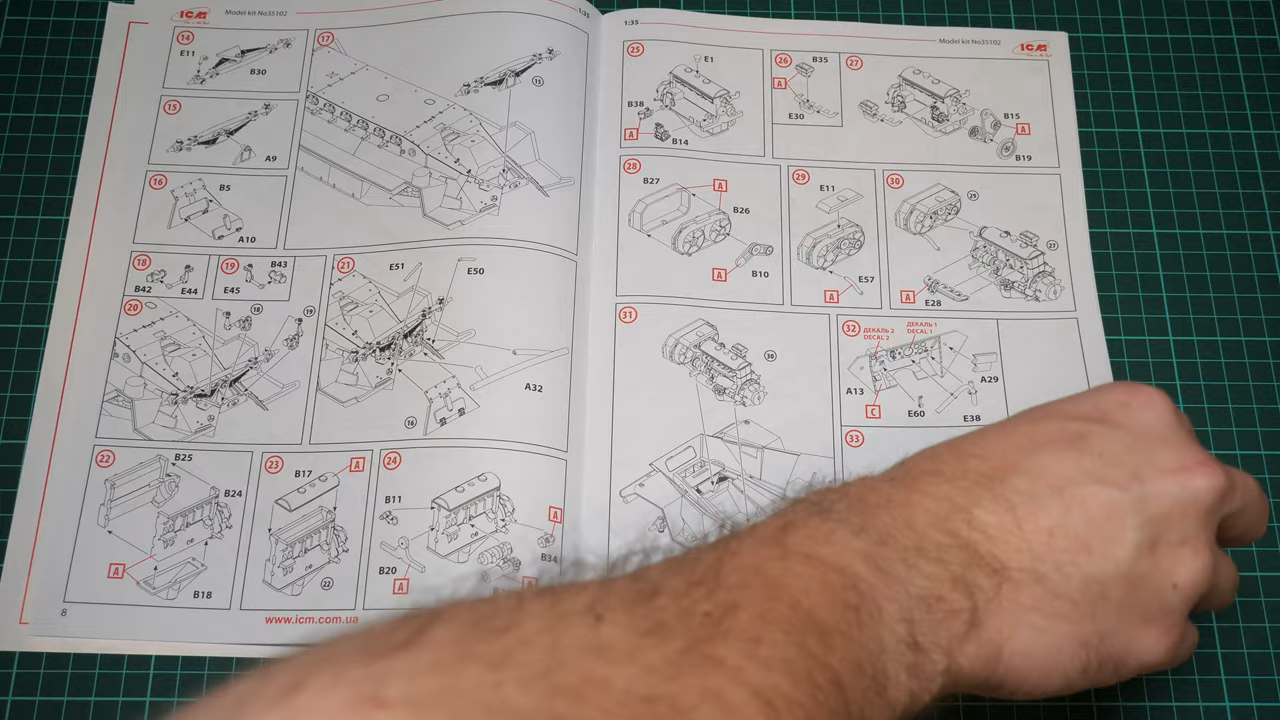 ICM
Model kit No35102
1:35
14
E11
B30
15
A9
16
B5
A10
17
15
18
B42
E44
19
B43
E45
20
18
19
21
E51
E50
A32
16
22
B25
B24
A
B18
23
B17
A
22
24
B11
B20
A
A
B34
8
www.icm.com.ua
1:35
Model kit No35102
ICM
25
E1
B38
A
B14
26
B35
A
E30
27
B15
A
B19
28
B27
A
B26
A
B10
29
E11
A
E57
30
29
27
A
E28
31
30
32
ДЕКАЛЬ 2
DECAL 2
ДЕКАЛЬ 1
DECAL 1
A13
A29
C
E60
E38
33